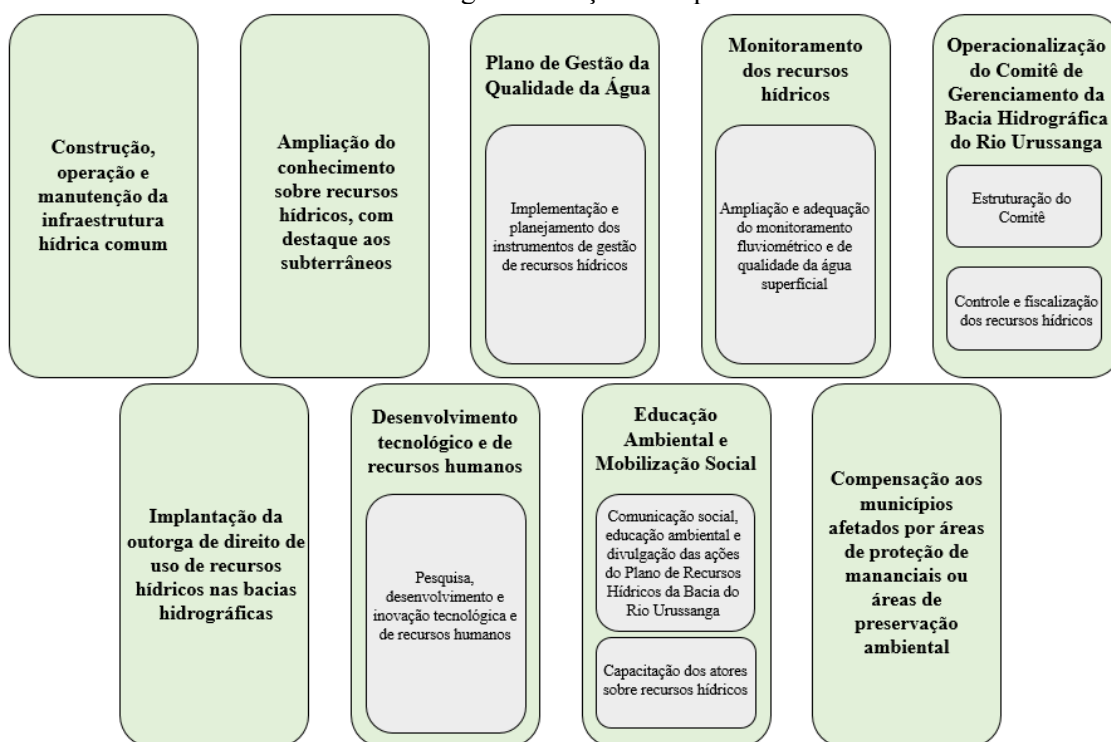 Construção,
operação e
manutenção da
infraestrutura
hídrica comum
Ampliação do
conhecimento
sobre recursos
hídricos, com
destaque aos
subterrâneos
Plano de Gestão da
Qualidade da Água
Implementação e
planejamento dos
instrumentos de gestão
de recursos hídricos
Monitoramento
dos recursos
hídricos
Ampliação e adequação
do monitoramento
fluviométrico e de
qualidade da água
superficial
Operacionalização
do Comitê de
Gerenciamento da
Bacia Hidrográfica
do Rio Urussanga
Estruturação do
Comitê
Controle e fiscalização
dos recursos hídricos
Implantação da
outorga de direito de
uso de recursos
hídricos nas bacias
hidrográficas
Desenvolvimento
tecnológico e de
recursos humanos
Pesquisa,
desenvolvimento e
inovação tecnológica e
de recursos humanos
Educação
Ambiental e
Mobilização Social
Comunicação social,
educação ambiental e
divulgação das ações
do Plano de Recursos
Hídricos da Bacia do
Rio Urussanga
Capacitação dos atores
sobre recursos hídricos
Compensação aos
municípios
afetados por áreas
de proteção de
mananciais ou
áreas de
preservação
ambiental